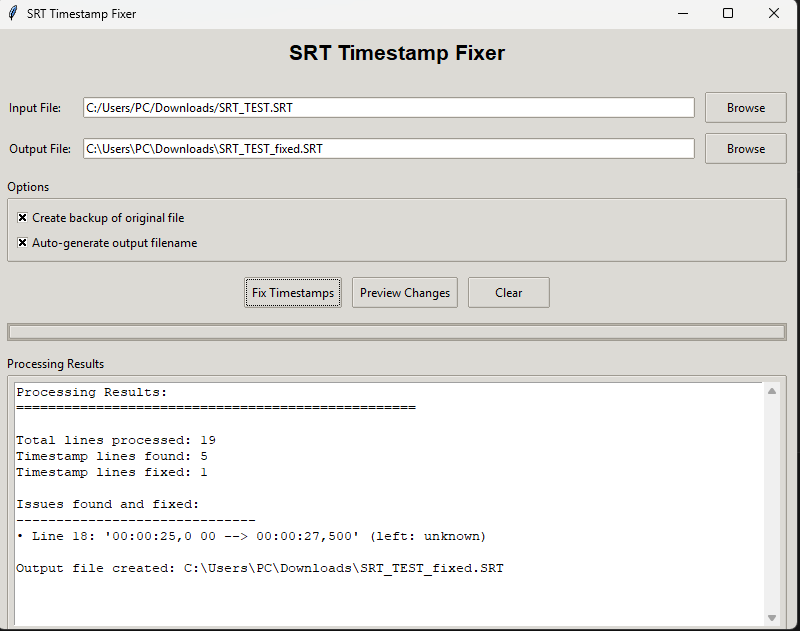 SRT Timestamp Fixer
SRT Timestamp Fixer
Input File: C:/Users/PC/Downloads/SRT_TEST.SRT Browse
Output File: C:\Users\PC\Downloads\SRT_TEST_fixed.SRT Browse
Options
Create backup of original file
Auto-generate output filename
Fix Timestamps Preview Changes Clear
Processing Results
Processing Results:
==================================================
Total lines processed: 19
Timestamp lines found: 5
Timestamp lines fixed: 1
Issues found and fixed:
------------------------------
• Line 18: '00:00:25,0 00 --> 00:00:27,500' (left: unknown)
Output file created: C:\Users\PC\Downloads\SRT_TEST_fixed.SRT